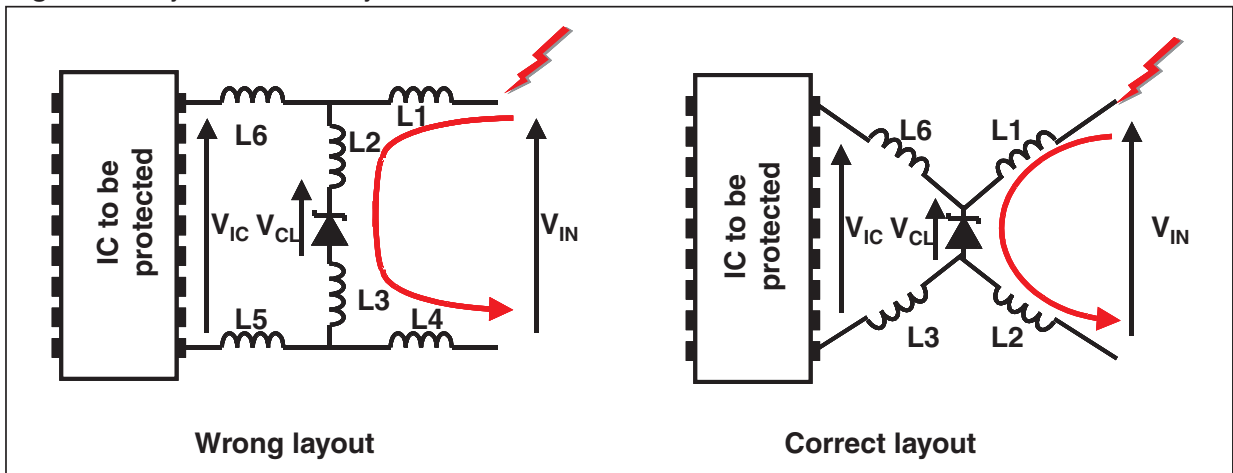 IC to be
protected
L6
L1
L2
V_IC
V_CL
V_IN
L3
L5
L4
Wrong layout
IC to be
protected
L6
L1
V_IC
V_CL
V_IN
L3
L2
Correct layout